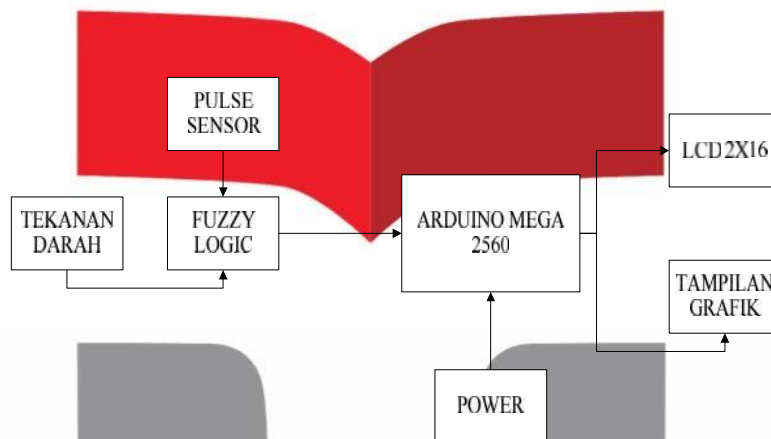 PULSE
SENSOR
LCD 2X16
TEKANAN
DARAH
FUZZY
LOGIC
ARDUINO MEGA
2560
TAMPILAN
GRAFIK
POWER